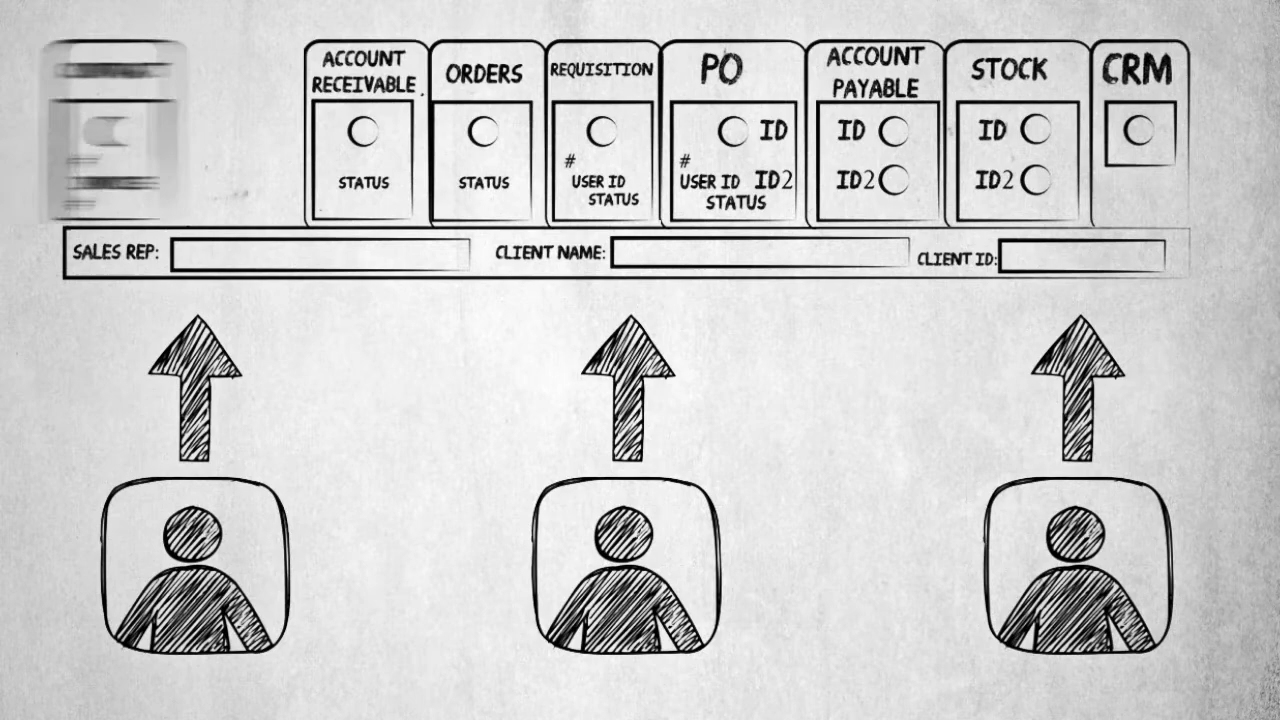 ACCOUNT
RECEIVABLE.
STATUS
ORDERS
STATUS
REQUISITION
#
USER ID
STATUS
PO
ID
#
USER ID ID2
STATUS
ACCOUNT
PAYABLE
ID
ID2
STOCK
ID
ID2
CRM
SALES REP:
CLIENT NAME:
CLIENT ID: